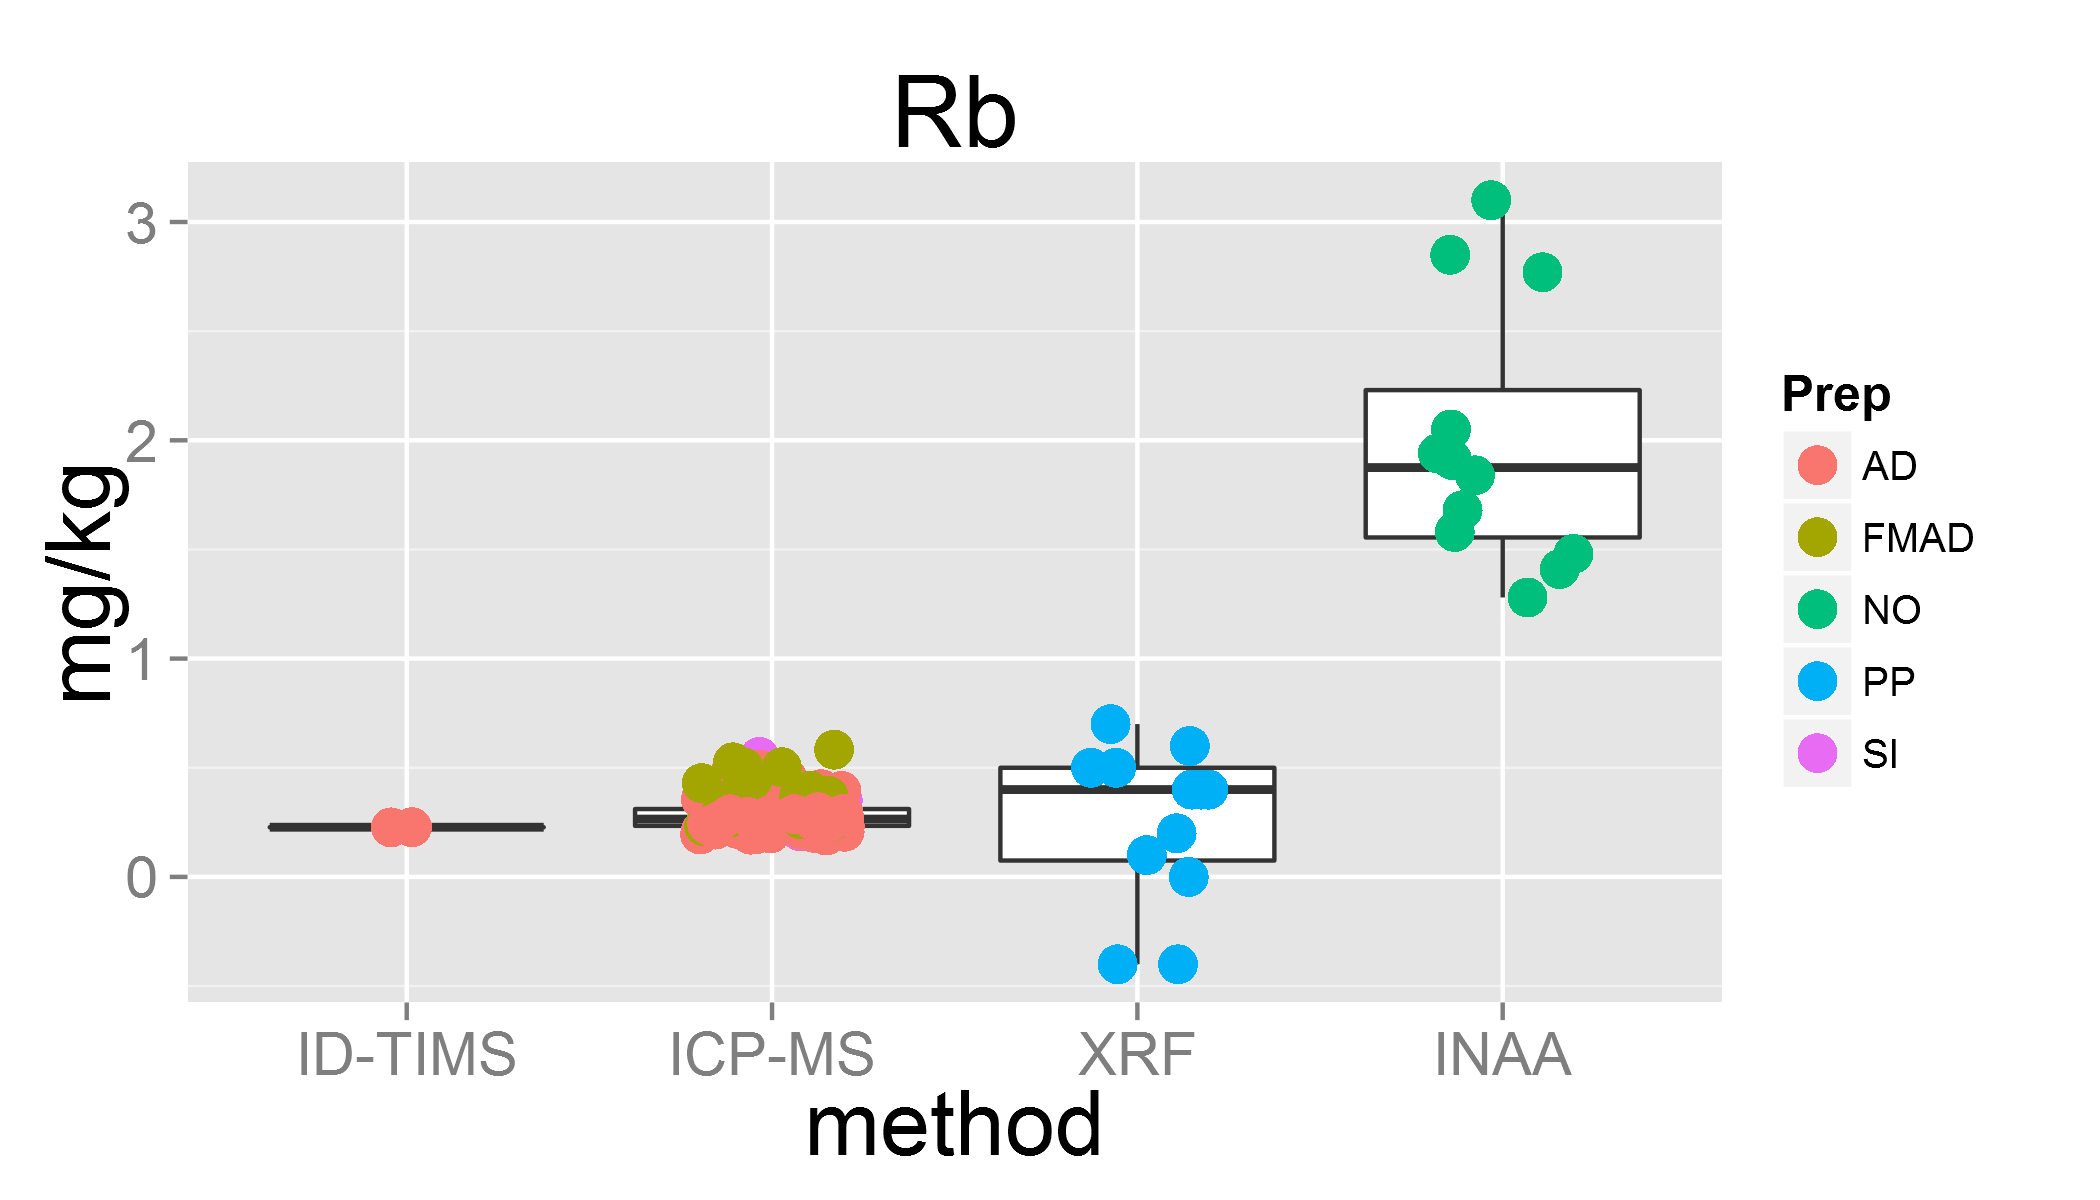 Rb
mg/kg
3
2
1
0
ID-TIMS ICP-MS XRF INAA
method
Prep
AD
FMAD
NO
PP
SI